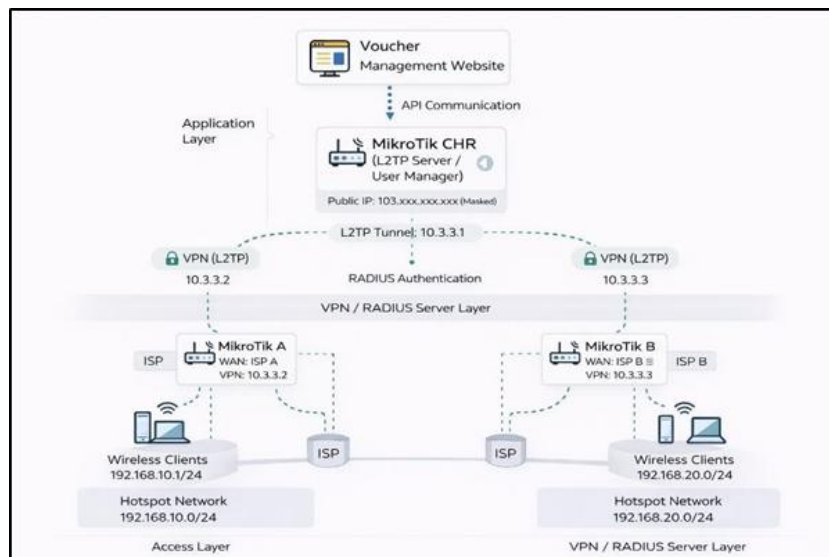 Voucher
Management Website
API Communication
Application
Layer
MikroTik CHR
(L2TP Server /
User Manager)
Public IP: 103.xxx.xxx.xxx (Masked)
L2TP Tunnel: 10.3.3.1
VPN (L2TP)
10.3.3.2
RADIUS Authentication
VPN (L2TP)
10.3.3.3
VPN / RADIUS Server Layer
ISP
MikroTik A
WAN: ISP A
VPN: 10.3.3.2
MikroTik B
WAN: ISP B
VPN: 10.3.3.3
ISP B
Wireless Clients
192.168.10.1/24
ISP
ISP
Wireless Clients
192.168.20.0/24
Hotspot Network
192.168.10.0/24
Hotspot Network
192.168.20.0/24
Access Layer
VPN / RADIUS Server Layer